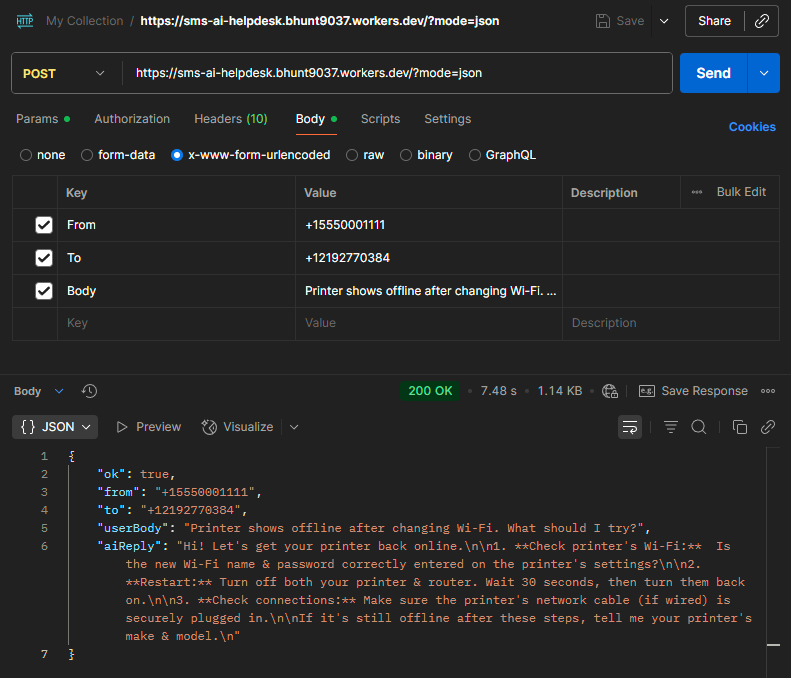 HTTP My Collection / https://sms-ai-helpdesk.bhunt9037.workers.dev/?mode=json Save Share
POST https://sms-ai-helpdesk.bhunt9037.workers.dev/?mode=json Send
Params Authorization Headers (10) Body Scripts Settings Cookies
none form-data x-www-form-urlencoded raw binary GraphQL
Key Value Description Bulk Edit
From +15550001111
To +12192770384
Body Printer shows offline after changing Wi-Fi. ...
Key Value Description
Body 200 OK 7.48 s 1.14 KB e.g. Save Response
{} JSON Preview Visualize
1 {
2 "ok": true,
3 "from": "+15550001111",
4 "to": "+12192770384",
5 "userBody": "Printer shows offline after changing Wi-Fi. What should I try?",
6 "aiReply": "Hi! Let's get your printer back online.\n\n1. **Check printer's Wi-Fi:**  Is
the new Wi-Fi name & password correctly entered on the printer's settings?\n\n2.
**Restart:** Turn off both your printer & router. Wait 30 seconds, then turn them back
on.\n\n3. **Check connections:** Make sure the printer's network cable (if wired) is
securely plugged in.\n\nIf it's still offline after these steps, tell me your printer's
make & model.\n"
7 }